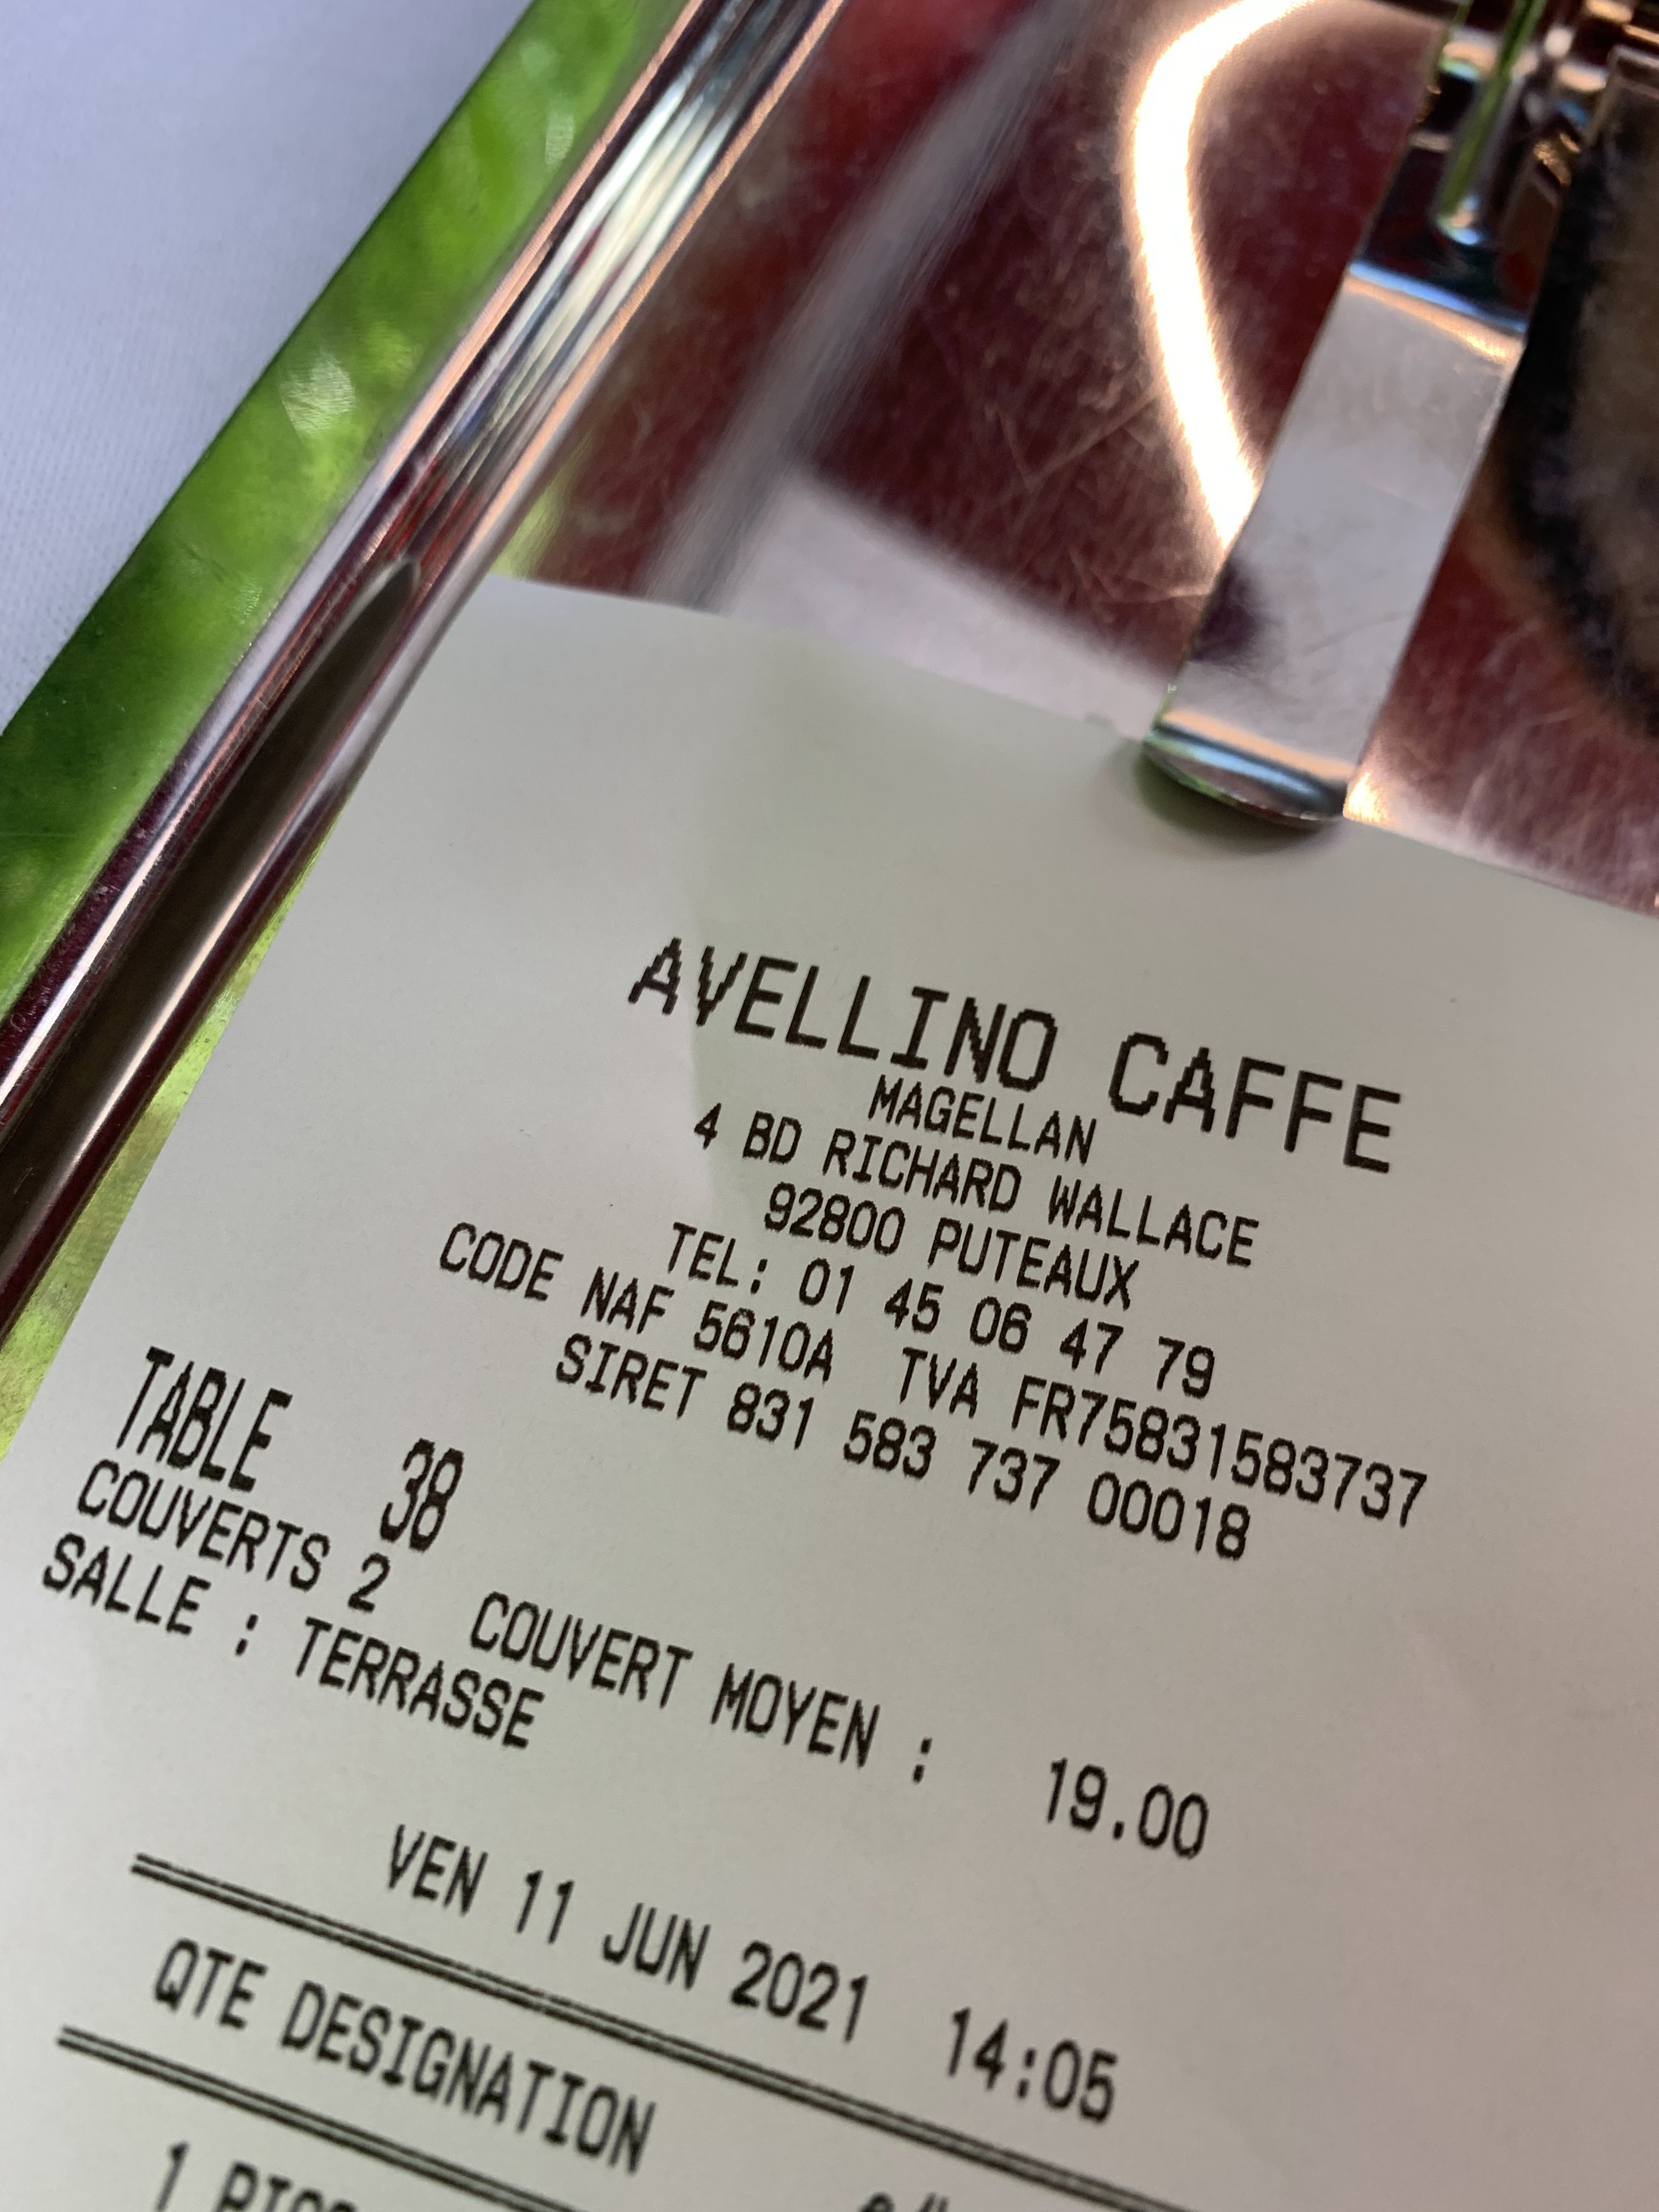 AVELLINO CAFFE
MAGELLAN
4 BD RICHARD WALLACE
92800 PUTEAUX
TEL: 01 45 06 47 79
CODE NAF 5610A TVA FR75831583737
SIRET 831 583 737 00018
TABLE 38
COUVERTS 2 COUVERT MOYEN : 19.00
SALLE : TERRASSE
VEN 11 JUN 2021 14:05
QTE DESIGNATION
1